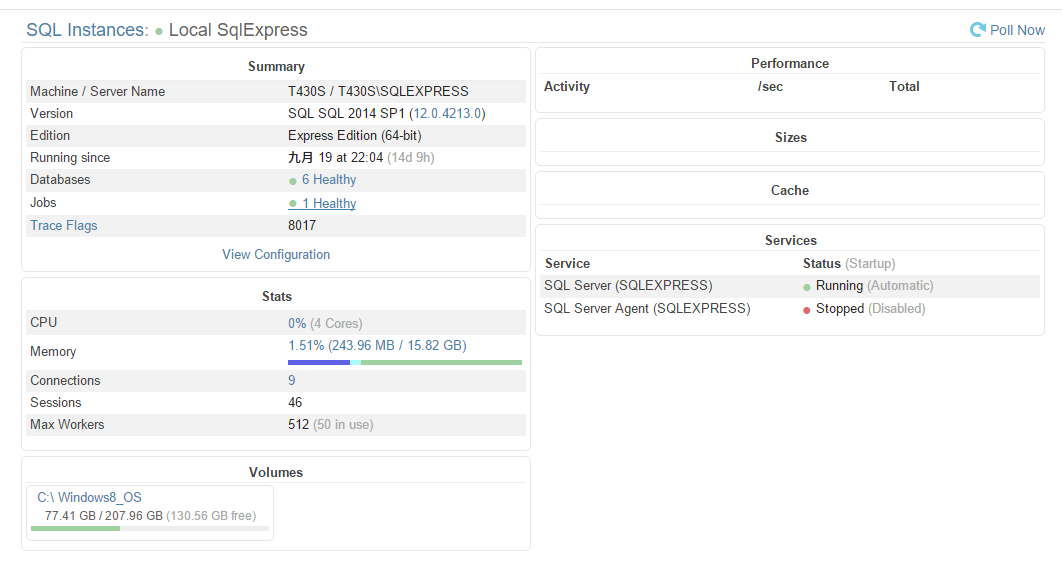 SQL Instances: Local SqlExpress
Poll Now
Summary
Machine / Server Name T430S / T430S\SQLEXPRESS
Version SQL SQL 2014 SP1 (12.0.4213.0)
Edition Express Edition (64-bit)
Running since 九月 19 at 22:04 (14d 9h)
Databases 6 Healthy
Jobs 1 Healthy
Trace Flags 8017
View Configuration
Stats
CPU 0% (4 Cores)
Memory 1.51% (243.96 MB / 15.82 GB)
Connections 9
Sessions 46
Max Workers 512 (50 in use)
Volumes
C:\ Windows8_OS
77.41 GB / 207.96 GB (130.56 GB free)
Performance
Activity /sec Total
Sizes
Cache
Services
Service Status (Startup)
SQL Server (SQLEXPRESS) Running (Automatic)
SQL Server Agent (SQLEXPRESS) Stopped (Disabled)